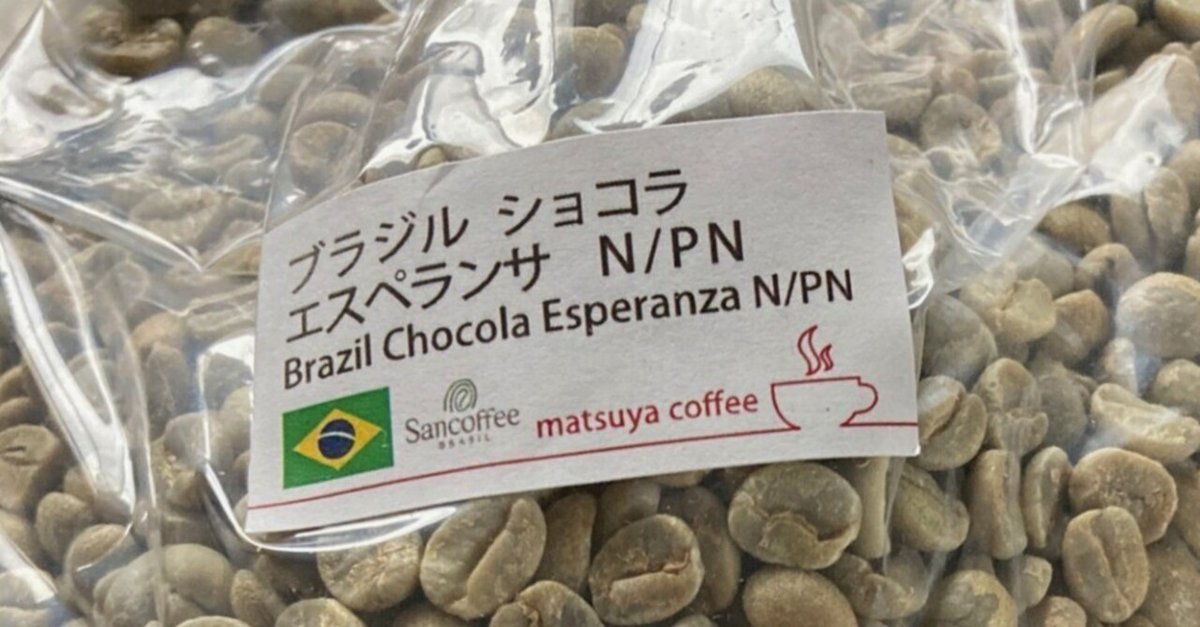 ブラジル ショコラ
エスペランサ N/PN
Brazil Chocola Esperanza N/PN
Sancoffee
BRASIL
matsuya coffee